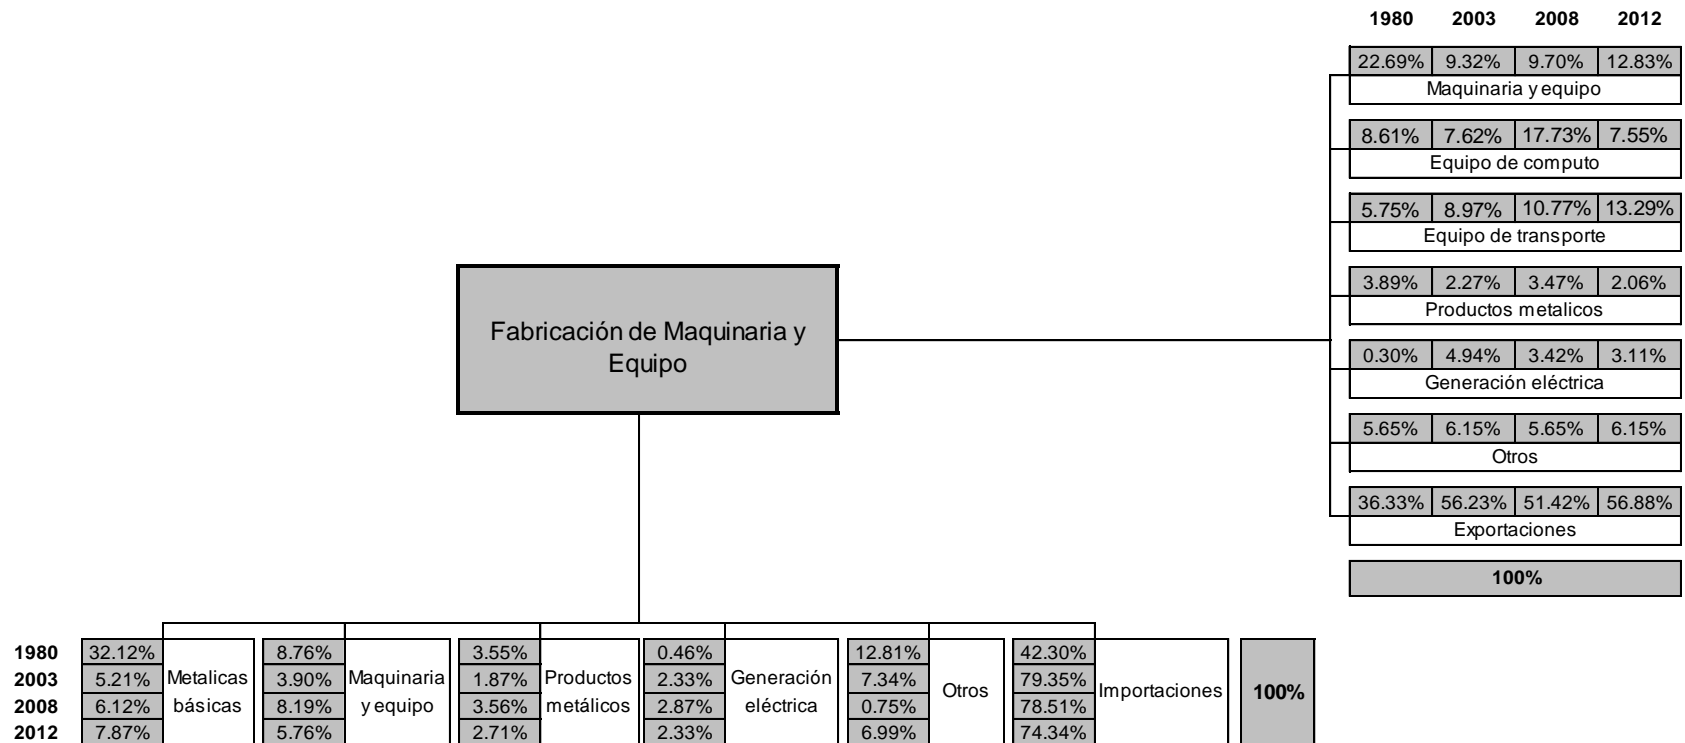 1980 2003 2008 2012
22.69% 9.32% 9.70% 12.83%
Maquinaria y equipo
8.61% 7.62% 17.73% 7.55%
Equipo de computo
5.75% 8.97% 10.77% 13.29%
Equipo de transporte
3.89% 2.27% 3.47% 2.06%
Productos metalicos
0.30% 4.94% 3.42% 3.11%
Generación eléctrica
5.65% 6.15% 5.65% 6.15%
Otros
36.33% 56.23% 51.42% 56.88%
Exportaciones
100%
Fabricación de Maquinaria y
Equipo
1980 32.12% 8.76% 3.55% 0.46% 12.81% 42.30%
2003 5.21% Metalicas 3.90% Maquinaria 1.87% Productos 2.33% Generación 7.34% Otros 79.35% Importaciones 100%
2008 6.12% básicas 8.19% y equipo 3.56% metálicos 2.87% eléctrica 0.75% 78.51%
2012 7.87% 5.76% 2.71% 2.33% 6.99% 74.34%